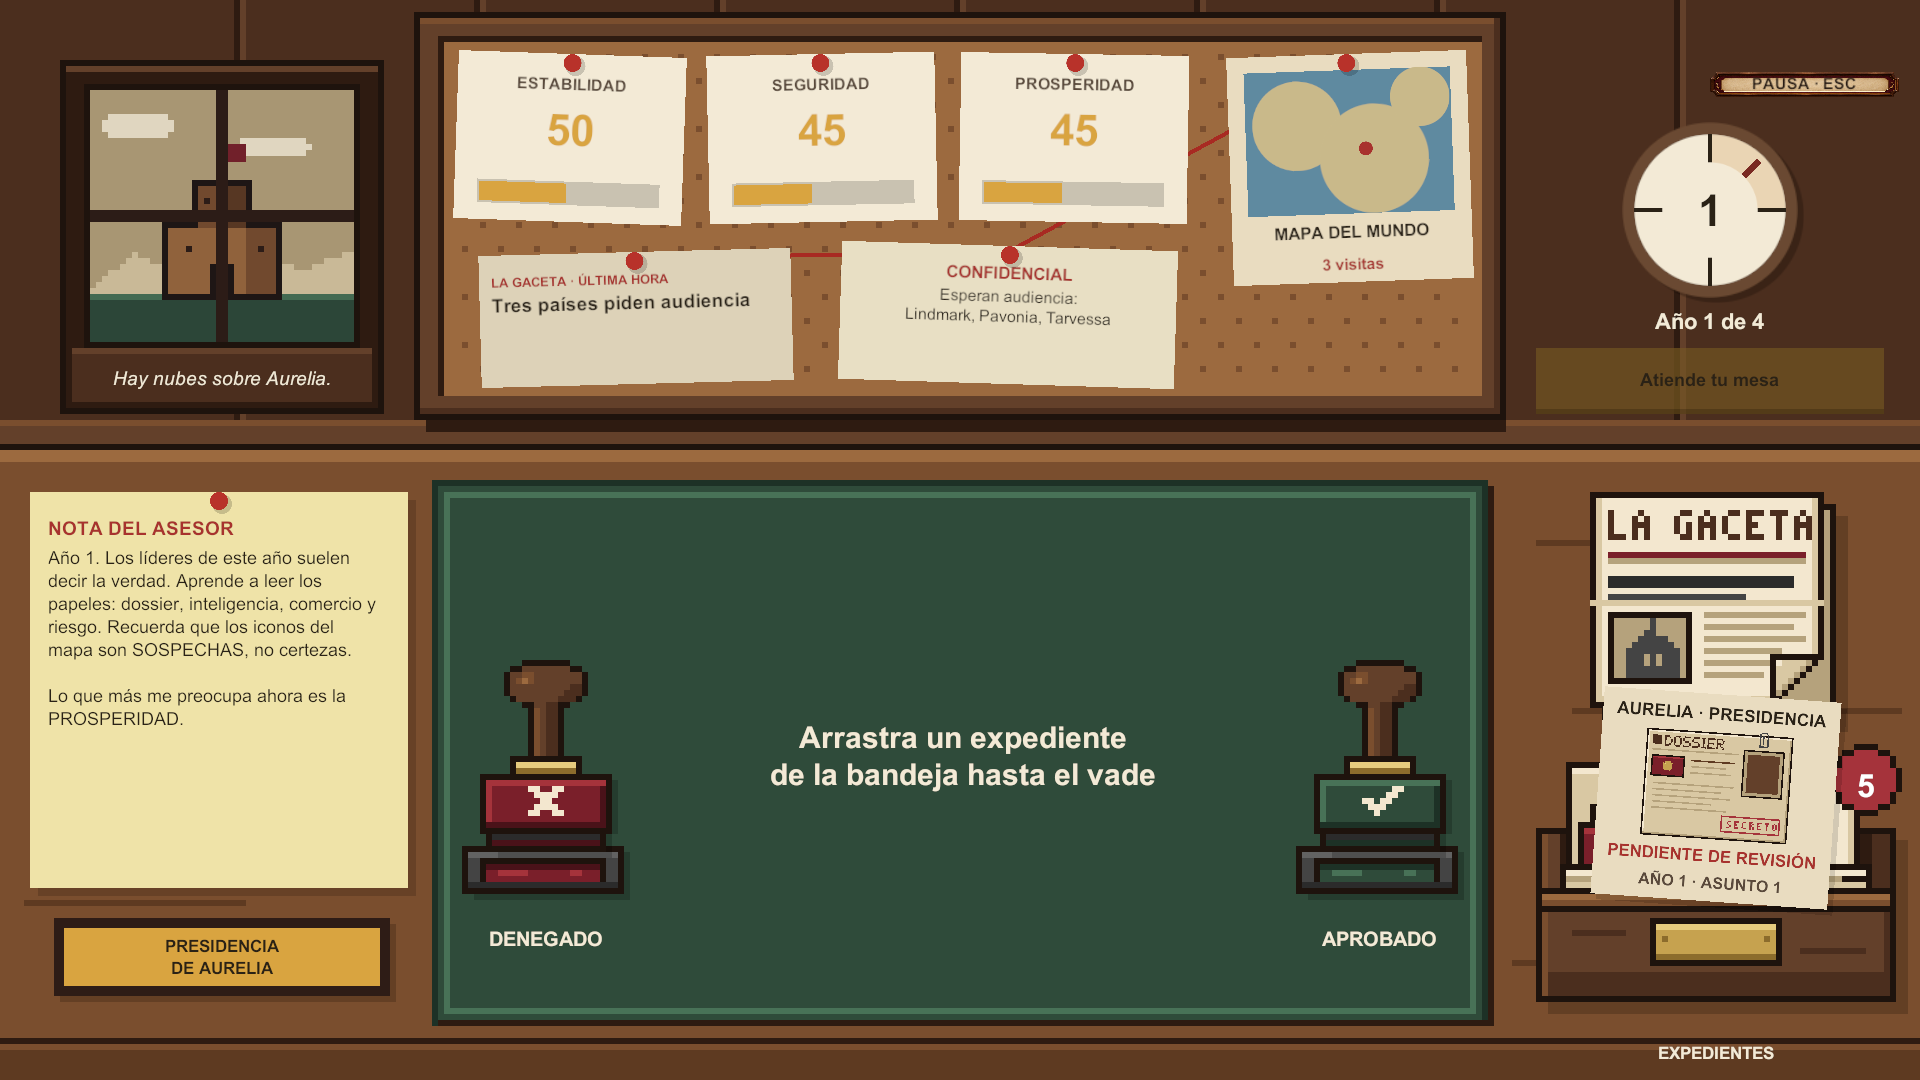 ESTABILIDAD
50
SEGURIDAD
45
PROSPERIDAD
45
MAPA DEL MUNDO
3 visitas
PAUSA · ESC
1
Año 1 de 4
Atiende tu mesa
LA GACETA · ÚLTIMA HORA
Tres países piden audiencia
CONFIDENCIAL
Esperan audiencia:
Lindmark, Pavonia, Tarvessa
Hay nubes sobre Aurelia.
NOTA DEL ASESOR
Año 1. Los líderes de este año suelen
decir la verdad. Aprende a leer los
papeles: dossier, inteligencia, comercio y
riesgo. Recuerda que los iconos del
mapa son SOSPECHAS, no certezas.
Lo que más me preocupa ahora es la
PROSPERIDAD.
PRESIDENCIA
DE AURELIA
Arrastra un expediente
de la bandeja hasta el vade
DENEGADO
APROBADO
LA GACETA
AURELIA · PRESIDENCIA
DOSSIER
SECRETO
PENDIENTE DE REVISIÓN
AÑO 1 · ASUNTO 1
5
EXPEDIENTES